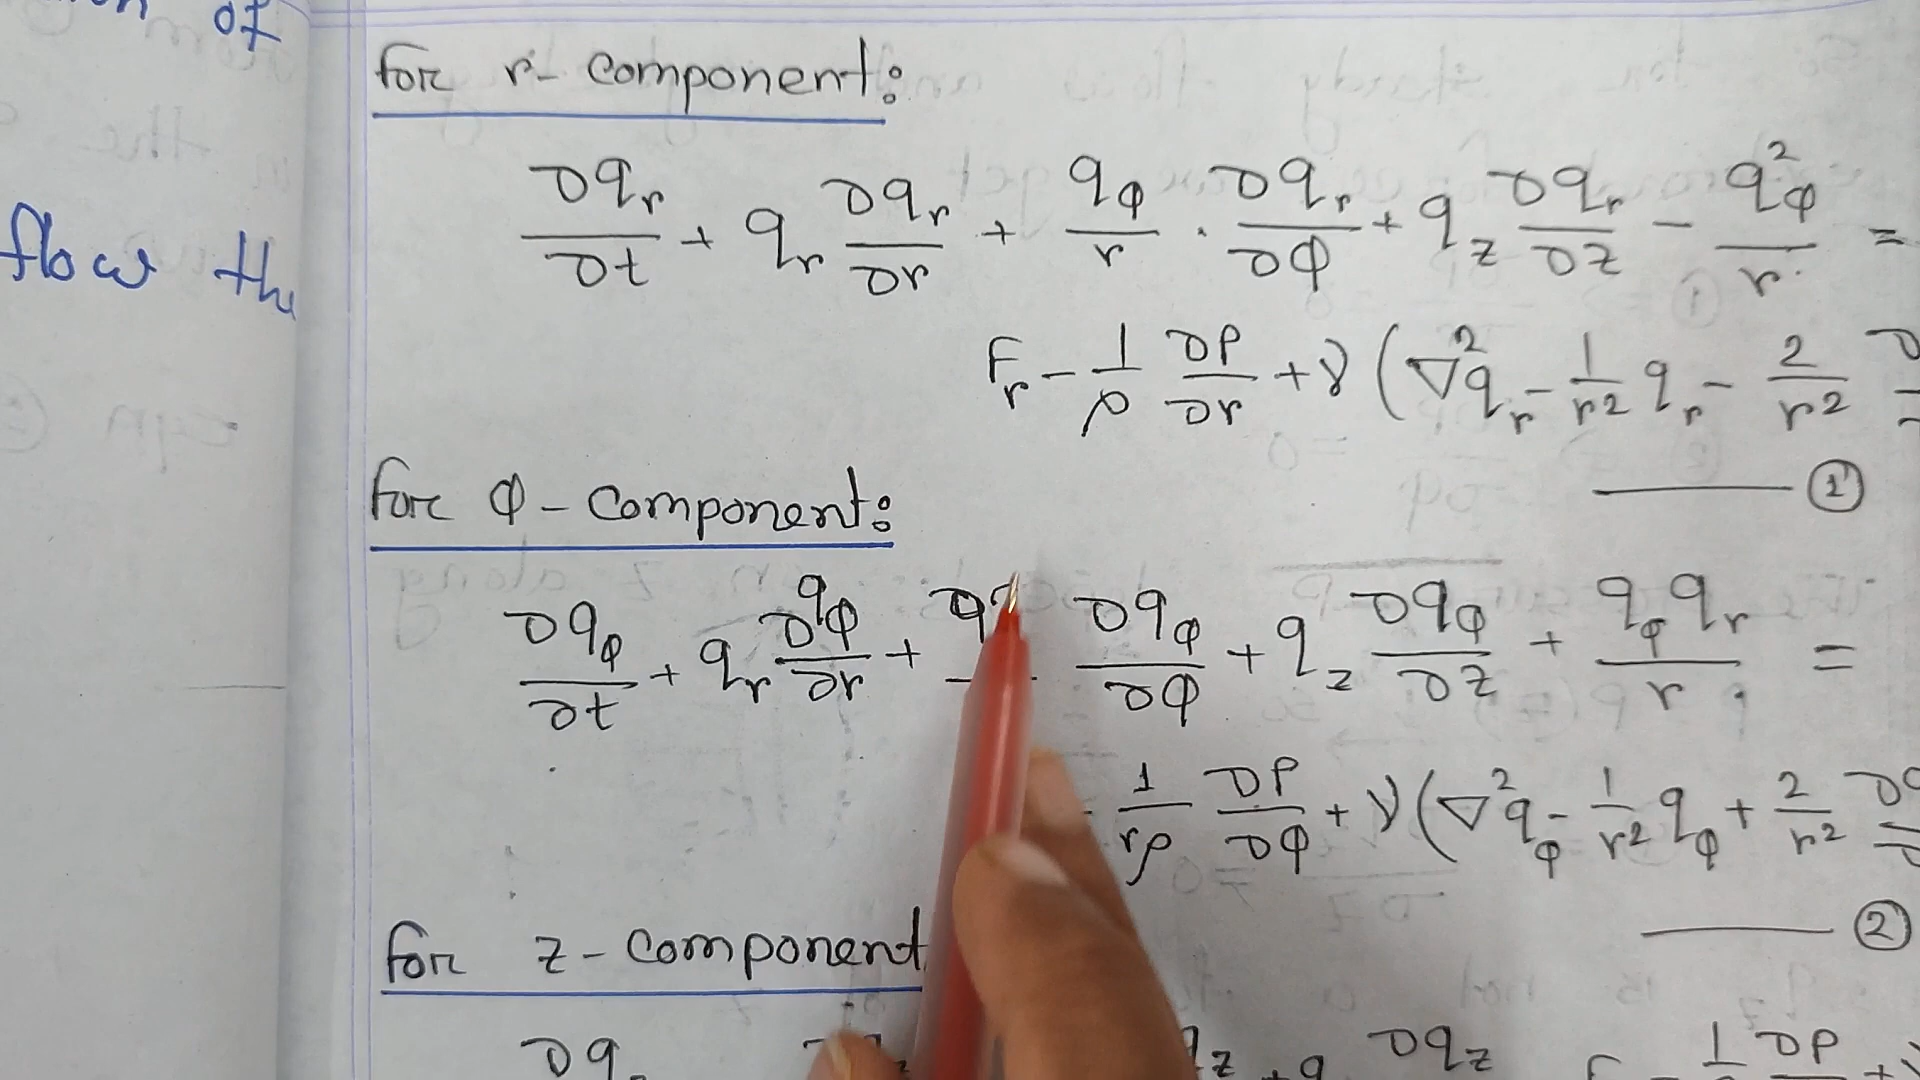 of
flow the
For r- component:
∂q_r/∂t + q_r ∂q_r/∂r + q_φ/r · ∂q_r/∂φ + q_z ∂q_r/∂z - q_φ²/r =
F_r - 1/ρ ∂p/∂r + ν(∇²q_r - 1/r² q_r - 2/r²
1
For φ - component:
∂q_φ/∂t + q_r ∂q_φ/∂r + ∂q_φ/∂φ + q_z ∂q_φ/∂z + q_φ q_r/r =
1/rρ ∂p/∂φ + ν(∇²q_φ - 1/r² q_φ + 2/r²
2
For z - component
∂q ∂q_z 1 ∂p